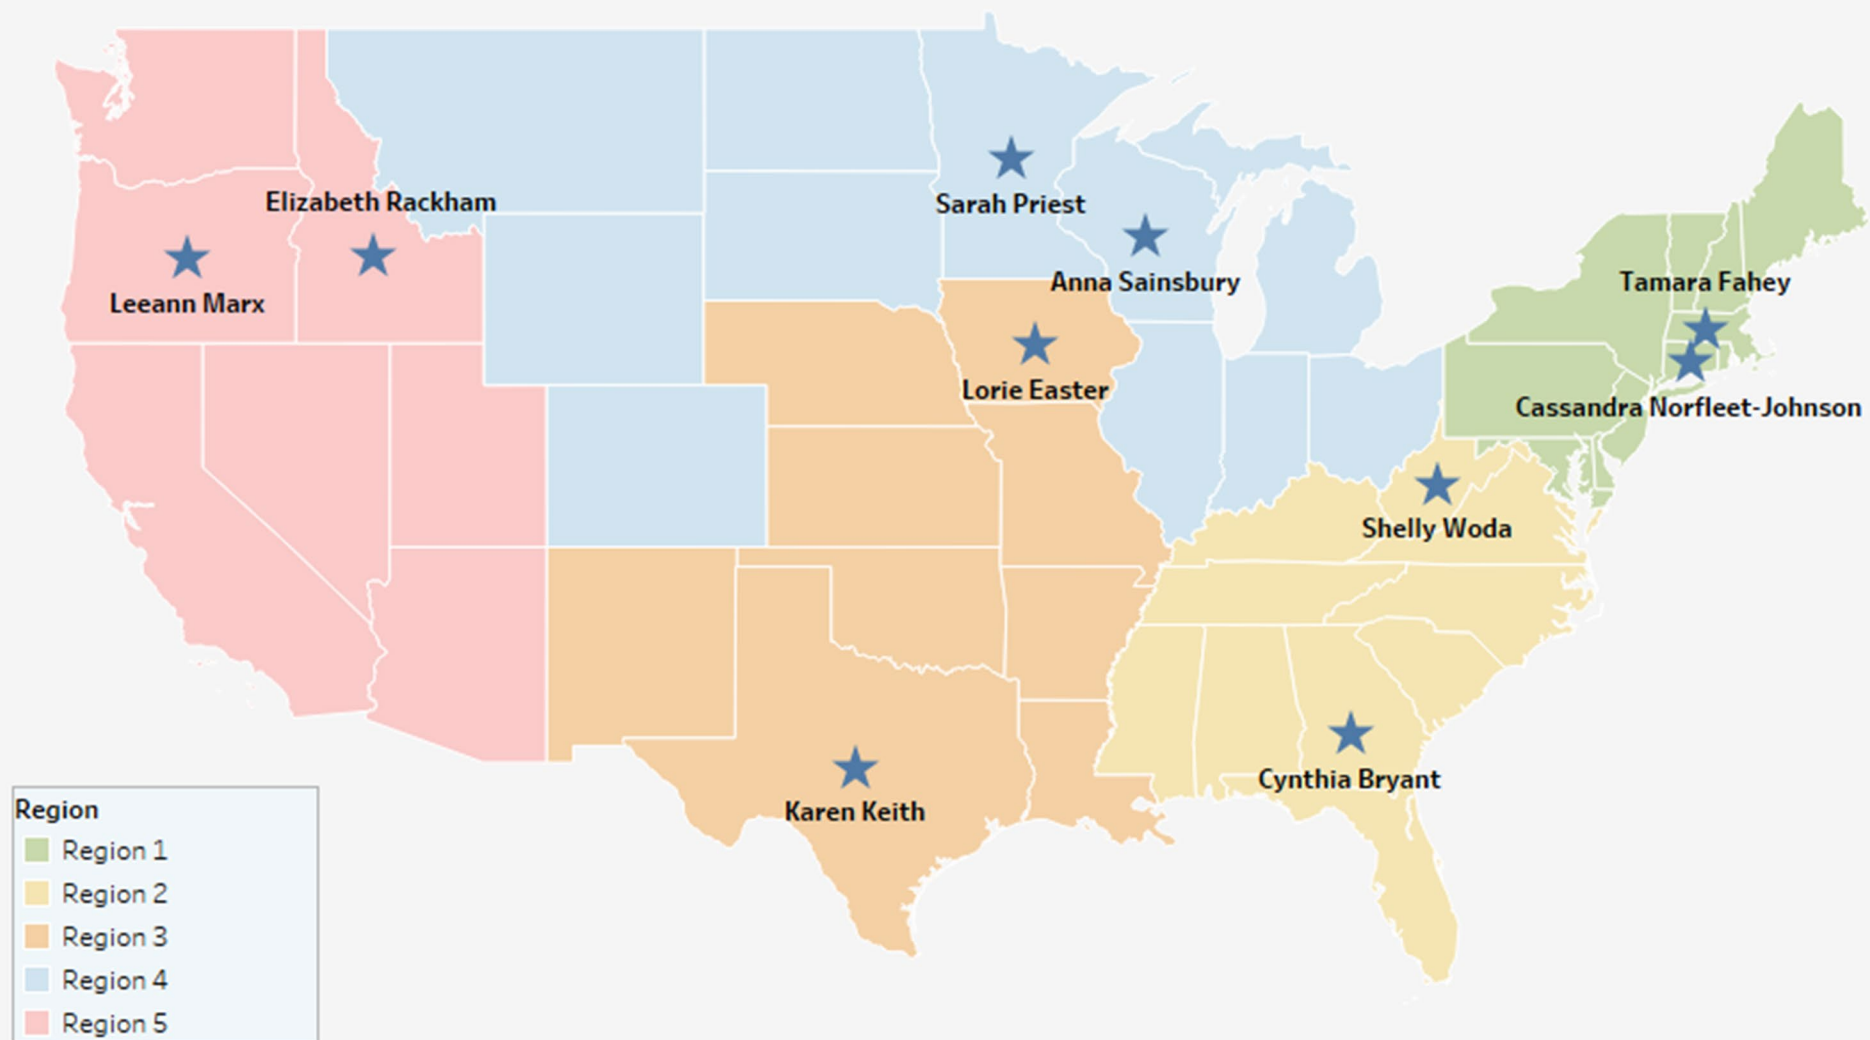 Elizabeth Rackham
Sarah Priest
Leeann Marx
Anna Sainsbury
Tamara Fahey
Lorie Easter
Cassandra Norfleet-Johnson
Shelly Woda
Cynthia Bryant
Karen Keith
Region
Region 1
Region 2
Region 3
Region 4
Region 5